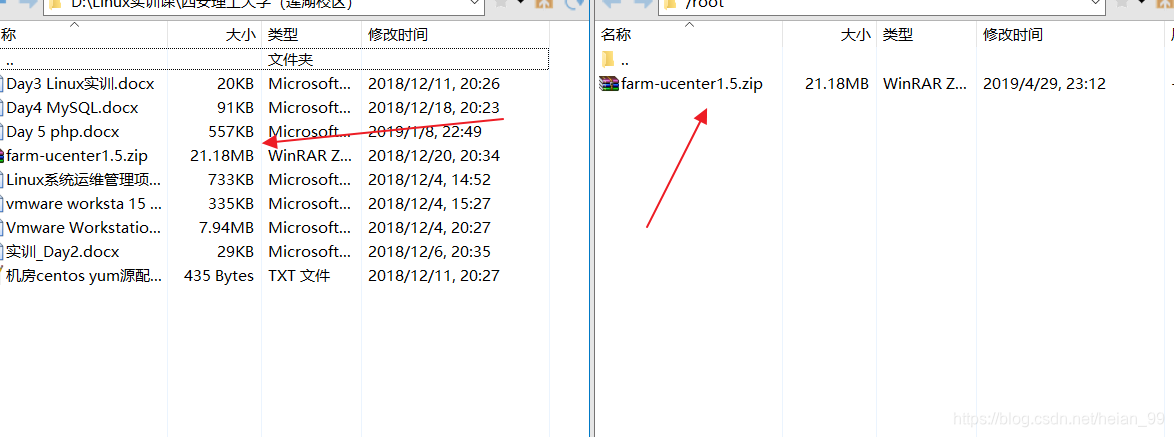 D:\Linux实训课\西安理工大学（莲湖校区）
称 大小 类型 修改时间
.. 文件夹
Day3 Linux实训.docx 20KB Microsoft... 2018/12/11, 20:26
Day4 MySQL.docx 91KB Microsoft... 2018/12/18, 20:23
Day 5 php.docx 557KB Microsoft... 2019/1/8, 22:49
farm-ucenter1.5.zip 21.18MB WinRAR Z... 2018/12/20, 20:34
Linux系统运维管理项... 733KB Microsoft... 2018/12/4, 14:52
vmware worksta 15 ... 335KB Microsoft... 2018/12/4, 15:27
Vmware Workstatio... 7.94MB Microsoft... 2018/12/4, 20:27
实训_Day2.docx 29KB Microsoft... 2018/12/6, 20:35
机房centos yum源配... 435 Bytes TXT 文件 2018/12/11, 20:27
/root
名称 大小 类型 修改时间
..
farm-ucenter1.5.zip 21.18MB WinRAR Z... 2019/4/29, 23:12
https://blog.csdn.net/heian_99